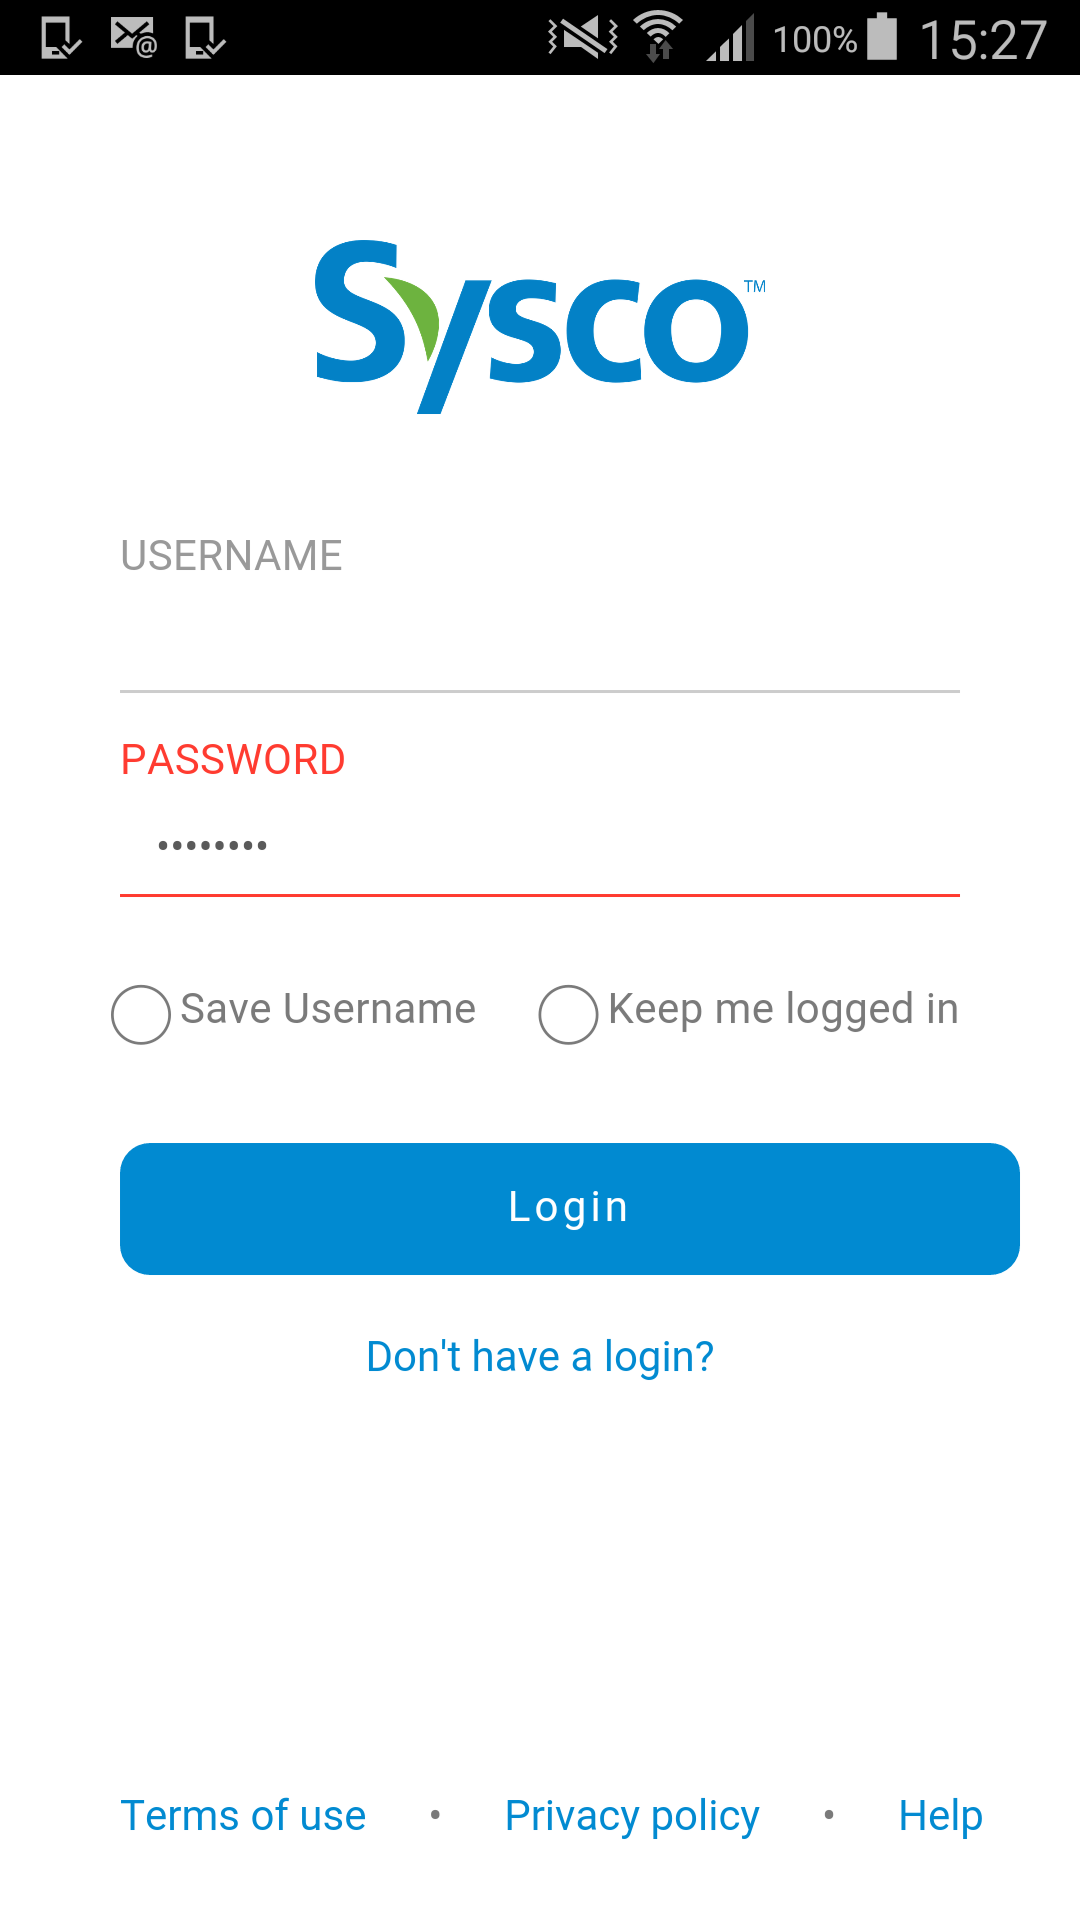 100% 15:27
Sysco™
USERNAME
PASSWORD
••••••••
Save Username Keep me logged in
Login
Don't have a login?
Terms of use • Privacy policy • Help